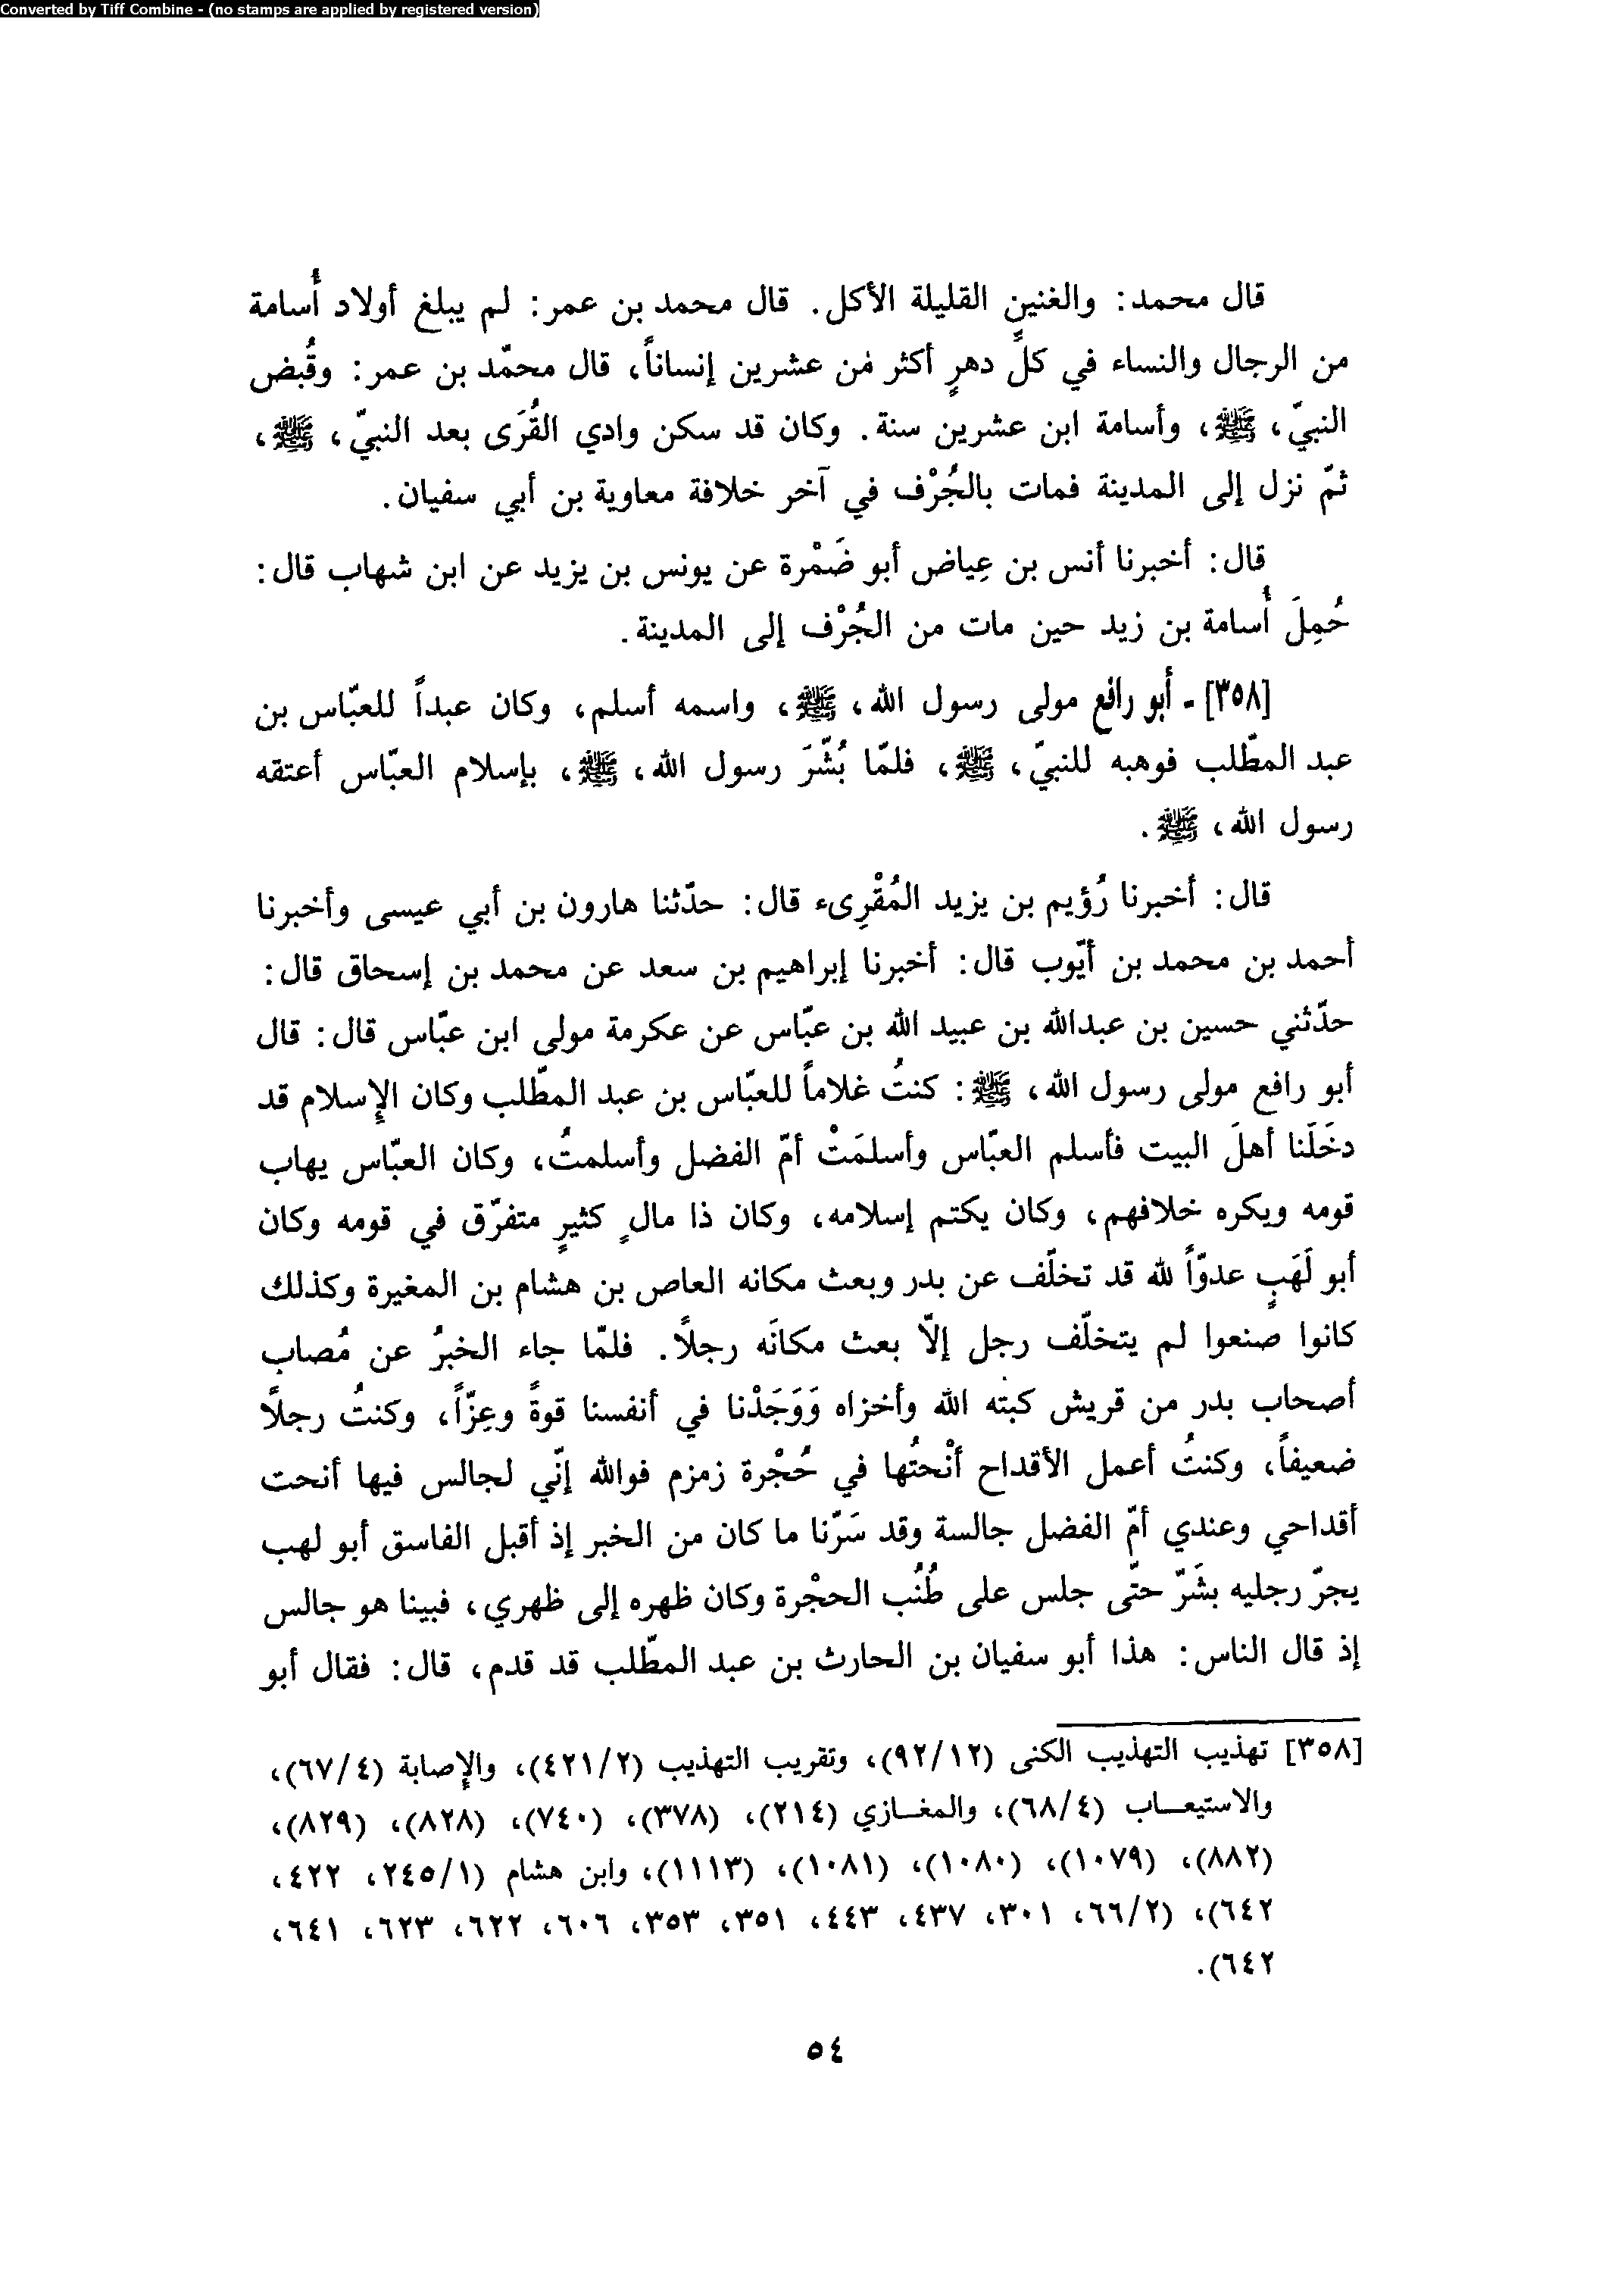 Converted by Tiff Combine - (no stamps are applied by registered version)
قال محمد: والغنين القليلة الأكل. قال محمد بن عمر: لم يبلغ أولاد أُسامة
من الرجال والنساء في كلّ دهرٍ أكثر من عشرين إنساناً، قال محمّد بن عمر: وقُبض
النبيّ، ﷺ، وأسامة ابن عشرين سنة. وكان قد سكن وادي القُرَى بعد النبيّ، ﷺ،
ثمّ نزل إلى المدينة فمات بالجُرْف في آخر خلافة معاوية بن أبي سفيان.
قال: أخبرنا أنس بن عِياض أبو ضَمْرة عن يونس بن يزيد عن ابن شهاب قال:
حُمِلَ أُسامة بن زيد حين مات من الجُرْف إلى المدينة.
[٣٥٨] - أبو رافع مولى رسول الله، ﷺ، واسمه أسلم، وكان عبداً للعبّاس بن
عبد المطّلب فوهبه للنبيّ، ﷺ، فلمّا بُشّرَ رسول الله، ﷺ، بإسلام العبّاس أعتقه
رسول الله، ﷺ.
قال: أخبرنا رُؤيم بن يزيد المُقْرِىء قال: حدّثنا هارون بن أبي عيسى وأخبرنا
أحمد بن محمد بن أيّوب قال: أخبرنا إبراهيم بن سعد عن محمد بن إسحاق قال:
حدّثني حسين بن عبدالله بن عبيد الله بن عبّاس عن عكرمة مولى ابن عبّاس قال: قال
أبو رافع مولى رسول الله، ﷺ: كنتُ غلاماً للعبّاس بن عبد المطّلب وكان الإسلام قد
دخَلَنا أهلَ البيت فأسلم العبّاس وأسلمَتْ أمّ الفضل وأسلمتُ، وكان العبّاس يهاب
قومه ويكره خلافهم، وكان يكتم إسلامه، وكان ذا مالٍ كثيرٍ متفرّق في قومه وكان
أبو لَهَبٍ عدوّاً لله قد تخلّف عن بدر وبعث مكانه العاص بن هشام بن المغيرة وكذلك
كانوا صنعوا لم يتخلّف رجل إلاّ بعث مكانَه رجلاً. فلمّا جاء الخبرُ عن مُصاب
أصحاب بدر من قريش كبته الله وأخزاه وَوَجَدْنا في أنفسنا قوةً وعِزّاً، وكنتُ رجلاً
ضعيفاً، وكنتُ أعمل الأقداح أنْحتُها في حُجْرة زمزم فوالله إنّي لجالس فيها أنحت
أقداحي وعندي أمّ الفضل جالسة وقد سَرّنا ما كان من الخبر إذ أقبل الفاسق أبو لهب
يجرّ رجليه بشَرّ حتّى جلس على طُنُب الحجْرة وكان ظهره إلى ظهري، فبينا هو جالس
إذ قال الناس: هذا أبو سفيان بن الحارث بن عبد المطّلب قد قدم، قال: فقال أبو
[٣٥٨] تهذيب التهذيب الكنى (٩٢/١٢)، وتقريب التهذيب (٤٢١/٢)، والإصابة (٦٧/٤)،
والاستيعـاب (٦٨/٤)، والمغـازي (٢١٤)، (٣٧٨)، (٧٤٠)، (٨٢٨)، (٨٢٩)،
(٨٨٢)، (١٠٧٩)، (١٠٨٠)، (١٠٨١)، (١١١٣)، وابن هشام (٢٤٥/١، ٤٢٢،
٦٤٢)، (٦٦/٢، ٣٠١، ٤٣٧، ٤٤٣، ٣٥١، ٣٥٣، ٦٠٦، ٦٢٢، ٦٢٣، ٦٤١،
٦٤٢).
٥٤